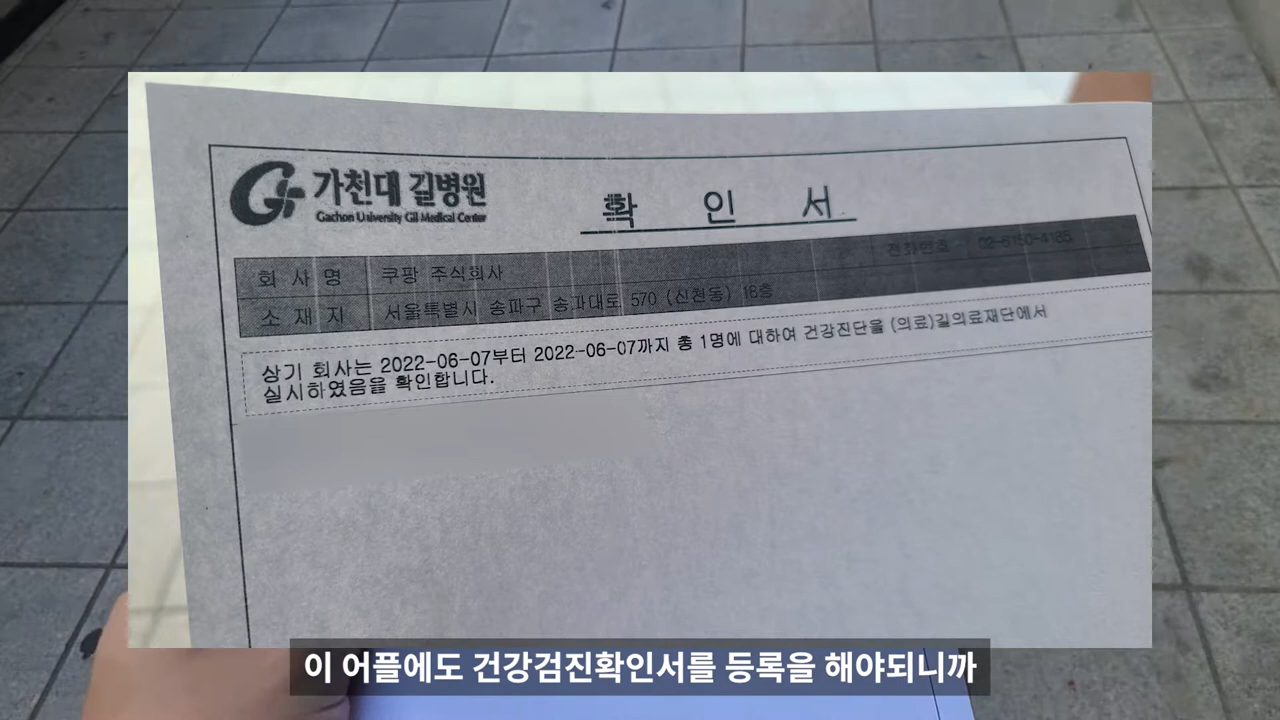 가천대 길병원
Gachon University Gil Medical Center
확 인 서
회 사 명 쿠팡 주식회사 전화번호 02-6150-4185
소 재 지 서울특별시 송파구 송파대로 570 (신천동) 18층
상기 회사는 2022-06-07부터 2022-06-07까지 총 1명에 대하여 건강진단을 (의료)길의료재단에서
실시하였음을 확인합니다.
이 어플에도 건강검진확인서를 등록을 해야되니까